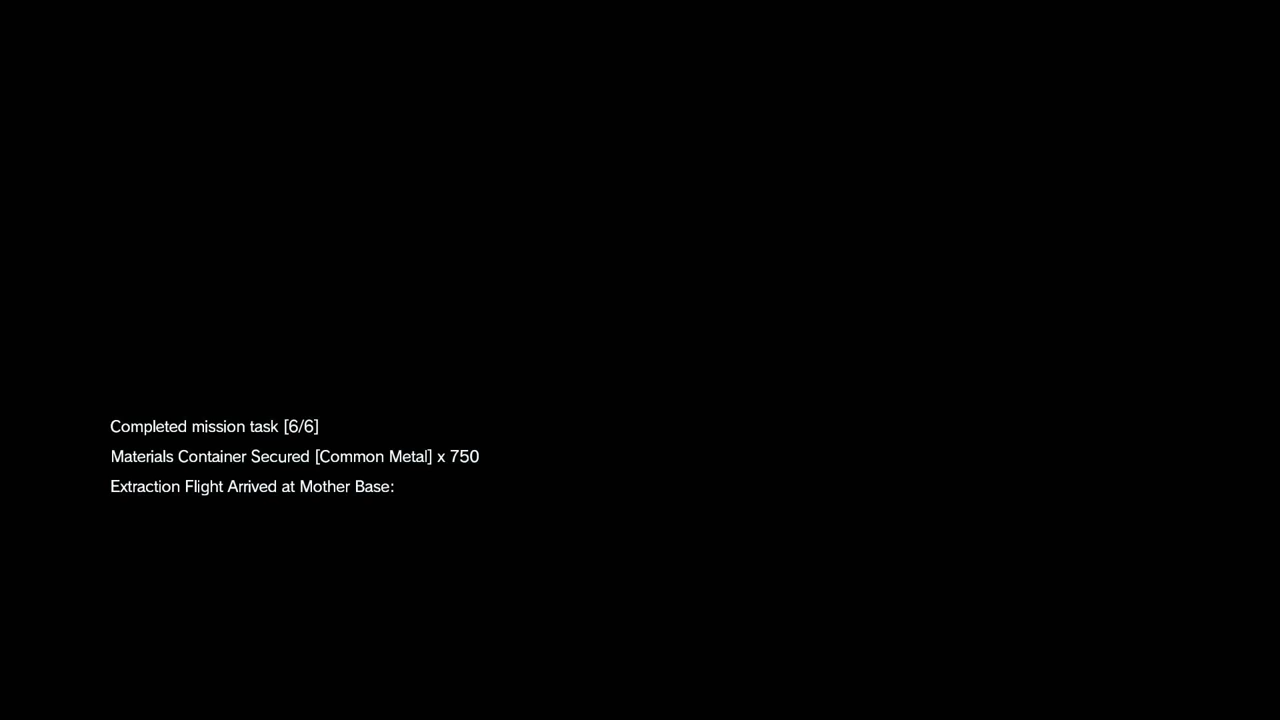 Completed mission task [6/6]
Materials Container Secured [Common Metal] x 750
Extraction Flight Arrived at Mother Base: